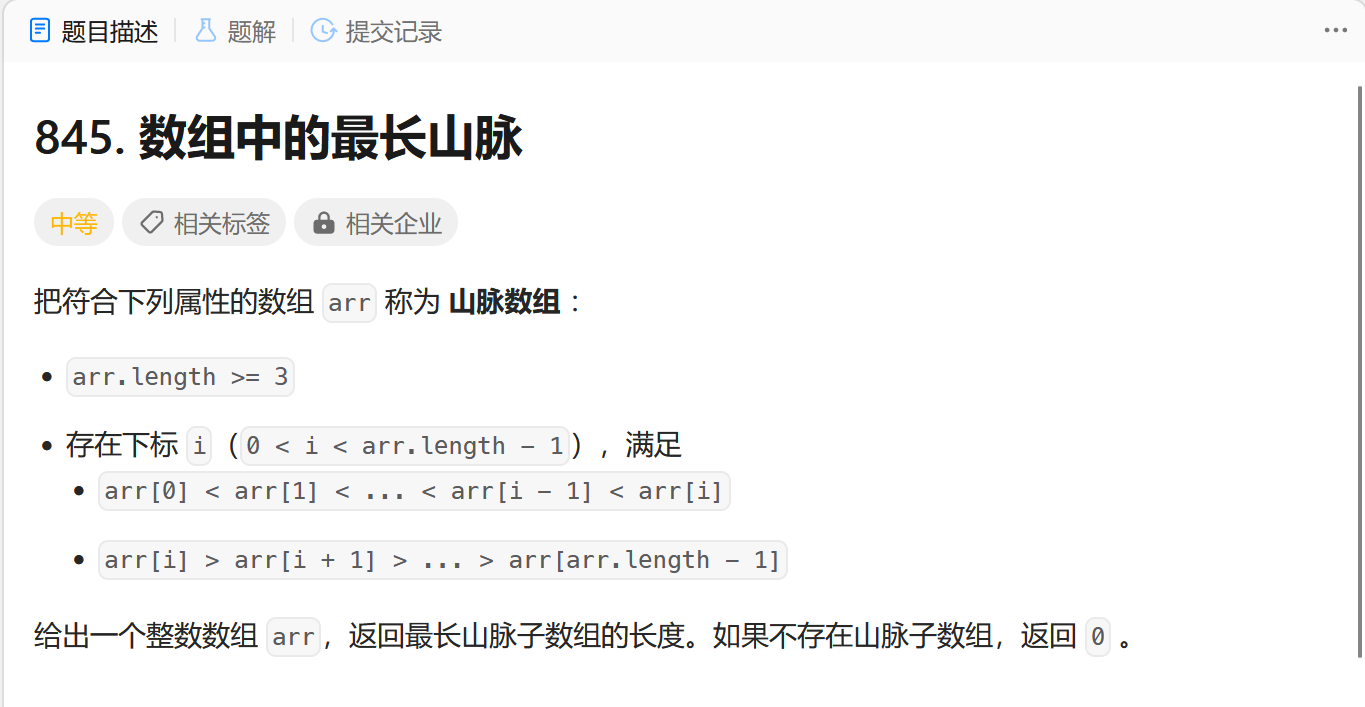 题目描述 题解 提交记录
845. 数组中的最长山脉
中等 相关标签 相关企业
把符合下列属性的数组 arr 称为 山脉数组 ：
• arr.length >= 3
• 存在下标 i（0 < i < arr.length - 1），满足
• arr[0] < arr[1] < ... < arr[i - 1] < arr[i]
• arr[i] > arr[i + 1] > ... > arr[arr.length - 1]
给出一个整数数组 arr，返回最长山脉子数组的长度。如果不存在山脉子数组，返回 0 。